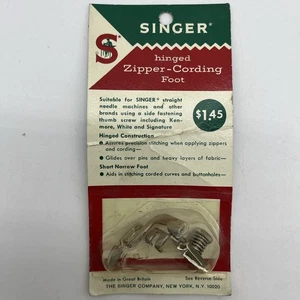 SINGER
S
hinged
Zipper-Cording
Foot
Suitable for SINGER® straight
needle machines and other
brands using a side fastening
thumb screw including Ken-
more, White and Signature
$1.45
Hinged Construction—
• Assures precision stitching when applying zippers
and cording—
• Glides over pins and heavy layers of fabric—
Short Narrow Foot
• Aids in stitching corded curves and buttonholes—
Made in Great Britain
See Reverse Side
THE SINGER COMPANY, NEW YORK, N.Y. 10020